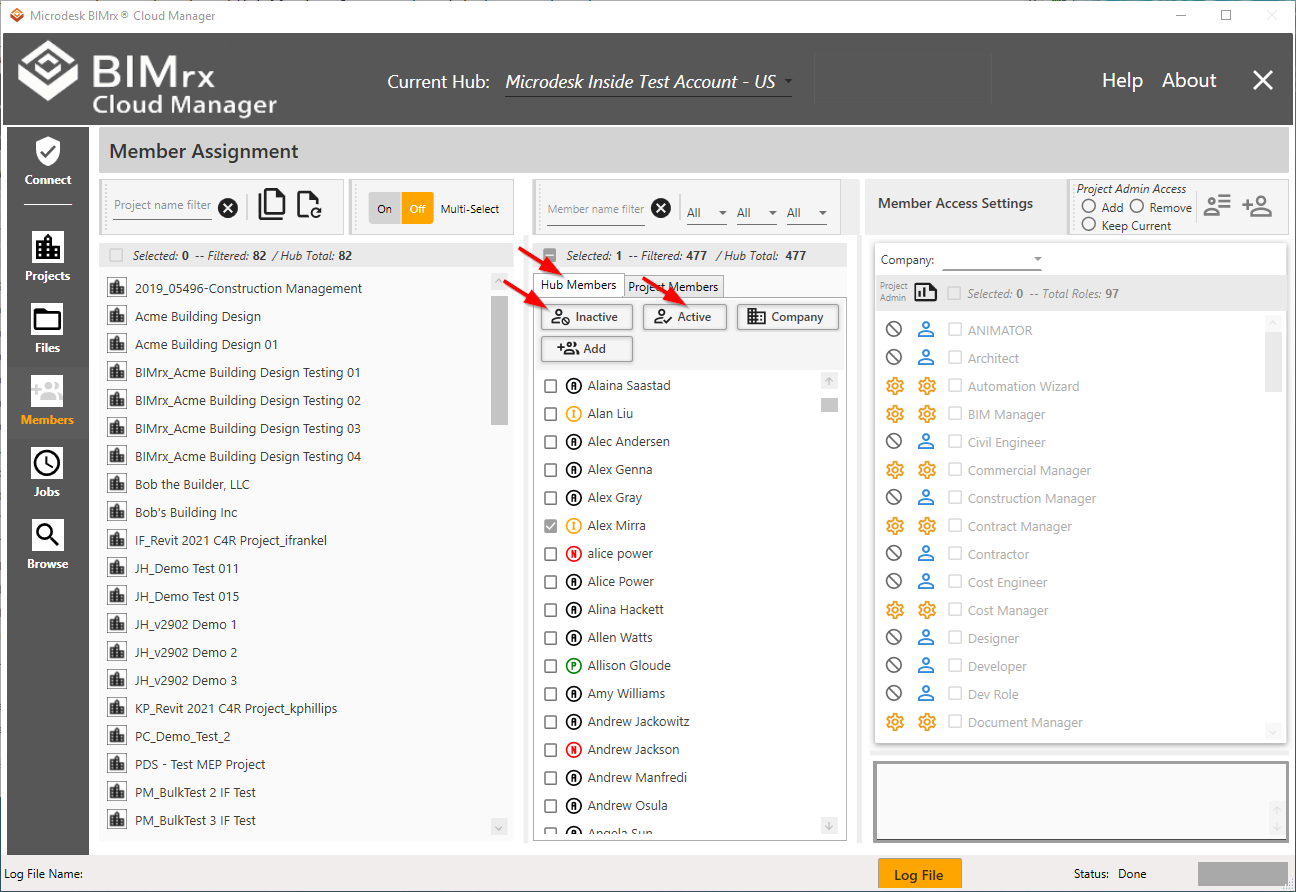 Microdesk BIMrx® Cloud Manager
BIMrx
Cloud Manager
Current Hub: Microdesk Inside Test Account - US
Help About
Connect
Projects
Files
Members
Jobs
Browse
Member Assignment
Project name filter
On Off Multi-Select
Selected: 0 -- Filtered: 82 / Hub Total: 82
2019_05496-Construction Management
Acme Building Design
Acme Building Design 01
BIMrx_Acme Building Design Testing 01
BIMrx_Acme Building Design Testing 02
BIMrx_Acme Building Design Testing 03
BIMrx_Acme Building Design Testing 04
Bob the Builder, LLC
Bob's Building Inc
IF_Revit 2021 C4R Project_ifrankel
JH_Demo Test 011
JH_Demo Test 015
JH_v2902 Demo 1
JH_v2902 Demo 2
JH_v2902 Demo 3
KP_Revit 2021 C4R Project_kphillips
PC_Demo_Test_2
PDS - Test MEP Project
PM_BulkTest 2 IF Test
PM_BulkTest 3 IF Test
Member name filter
All All All
Selected: 1 -- Filtered: 477 / Hub Total: 477
Hub Members Project Members
Inactive Active Company
Add
A Alaina Saastad
I Alan Liu
A Alec Andersen
A Alex Genna
A Alex Gray
I Alex Mirra
N alice power
A Alice Power
A Alina Hackett
A Allen Watts
P Allison Gloude
A Amy Williams
A Andrew Jackowitz
N Andrew Jackson
A Andrew Manfredi
A Andrew Osula
Angela Sun
Member Access Settings
Project Admin Access
Add Remove
Keep Current
Company:
Project
Admin
Selected: 0 -- Total Roles: 97
ANIMATOR
Architect
Automation Wizard
BIM Manager
Civil Engineer
Commercial Manager
Construction Manager
Contract Manager
Contractor
Cost Engineer
Cost Manager
Designer
Developer
Dev Role
Document Manager
Log File Name:
Log File
Status: Done